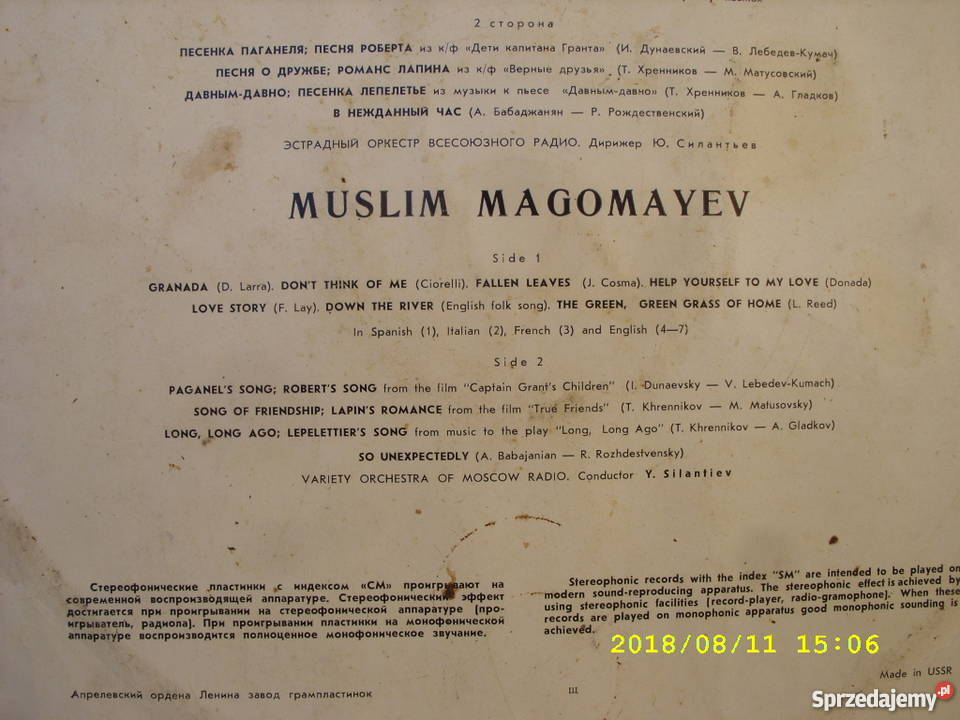 2 сторона
ПЕСЕНКА ПАГАНЕЛЯ; ПЕСНЯ РОБЕРТА из к/ф «Дети капитана Гранта» (И. Дунаевский — В. Лебедев-Кумач)
ПЕСНЯ О ДРУЖБЕ; РОМАНС ЛАПИНА из к/ф «Верные друзья». (Т. Хренников — М. Матусовский)
ДАВНЫМ-ДАВНО; ПЕСЕНКА ЛЕПЕЛЕТЬЕ из музыки к пьесе «Давным-давно» (Т. Хренников — А. Гладков)
В НЕЖДАННЫЙ ЧАС (А. Бабаджанян — Р. Рождественский)
ЭСТРАДНЫЙ ОРКЕСТР ВСЕСОЮЗНОГО РАДИО. Дирижер Ю. Силантьев
MUSLIM MAGOMAYEV
Side 1
GRANADA (D. Larra). DON'T THINK OF ME (Ciorelli). FALLEN LEAVES (J. Cosma). HELP YOURSELF TO MY LOVE (Donada)
LOVE STORY (F. Lay). DOWN THE RIVER (English folk song). THE GREEN, GREEN GRASS OF HOME (L. Reed)
In Spanish (1), Italian (2), French (3) and English (4—7)
Side 2
PAGANEL'S SONG; ROBERT'S SONG from the film "Captain Grant's Children" (I. Dunaevsky — V. Lebedev-Kumach)
SONG OF FRIENDSHIP; LAPIN'S ROMANCE from the film "True Friends" (T. Khrennikov — M. Matusovsky)
LONG, LONG AGO; LEPELETTIER'S SONG from music to the play "Long, Long Ago" (T. Khrennikov — A. Gladkov)
SO UNEXPECTEDLY (A. Babajanian — R. Rozhdestvensky)
VARIETY ORCHESTRA OF MOSCOW RADIO. Conductor Y. Silantiev
Стереофонические пластинки с индексом «СМ» проигрывают на
современной воспроизводящей аппаратуре. Стереофонический эффект
достигается при проигрывании на стереофонической аппаратуре (про-
игрыватель, радиола). При проигрывании пластинки на монофонической
аппаратуре воспроизводится полноценное монофоническое звучание.
Stereophonic records with the index "SM" are intended to be played on
modern sound-reproducing apparatus. The stereophonic effect is achieved by
using stereophonic facilities (record-player, radio-gramophone). When these
records are played on monophonic apparatus good monophonic sounding is
achieved.
2018/08/11 15:06
Made in USSR
Апрелевский ордена Ленина завод грампластинок
Ш
Sprzedajemy.pl